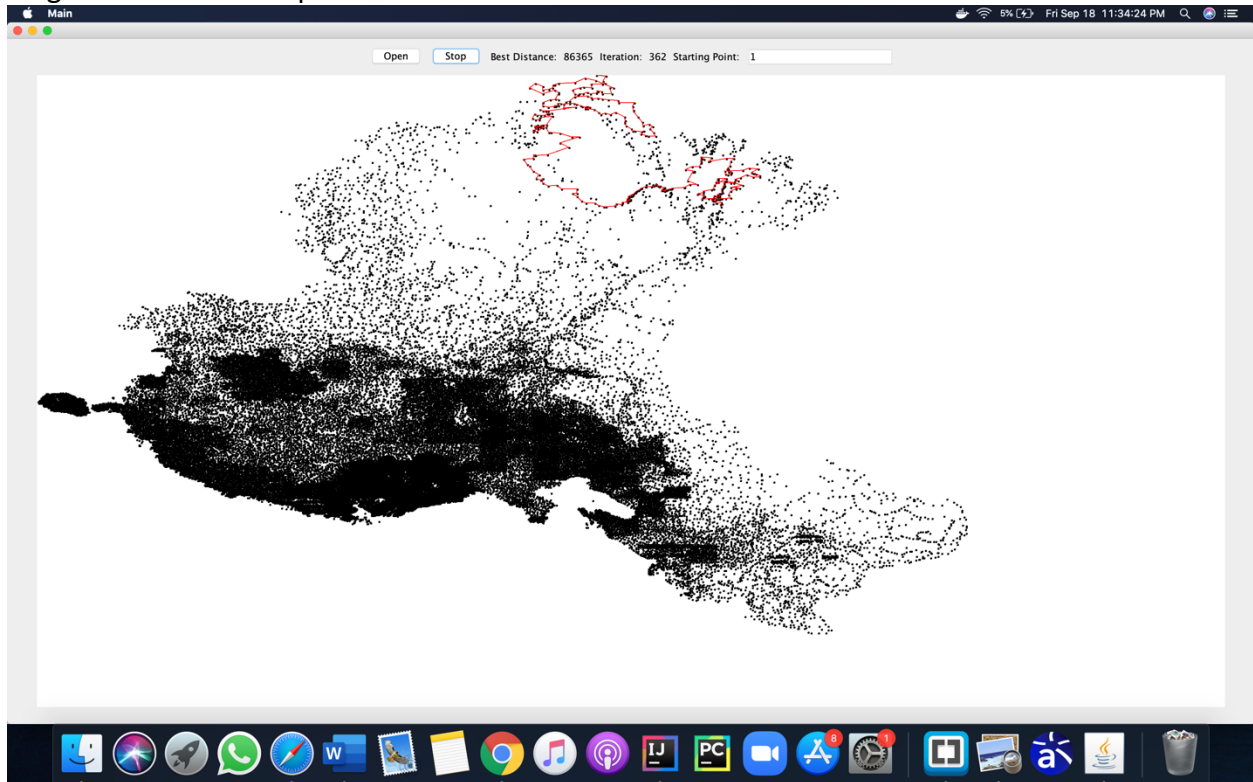 Main 5% Fri Sep 18 11:34:24 PM
Open Stop Best Distance: 86365 Iteration: 362 Starting Point: 1
W IJ PC 8 1 a